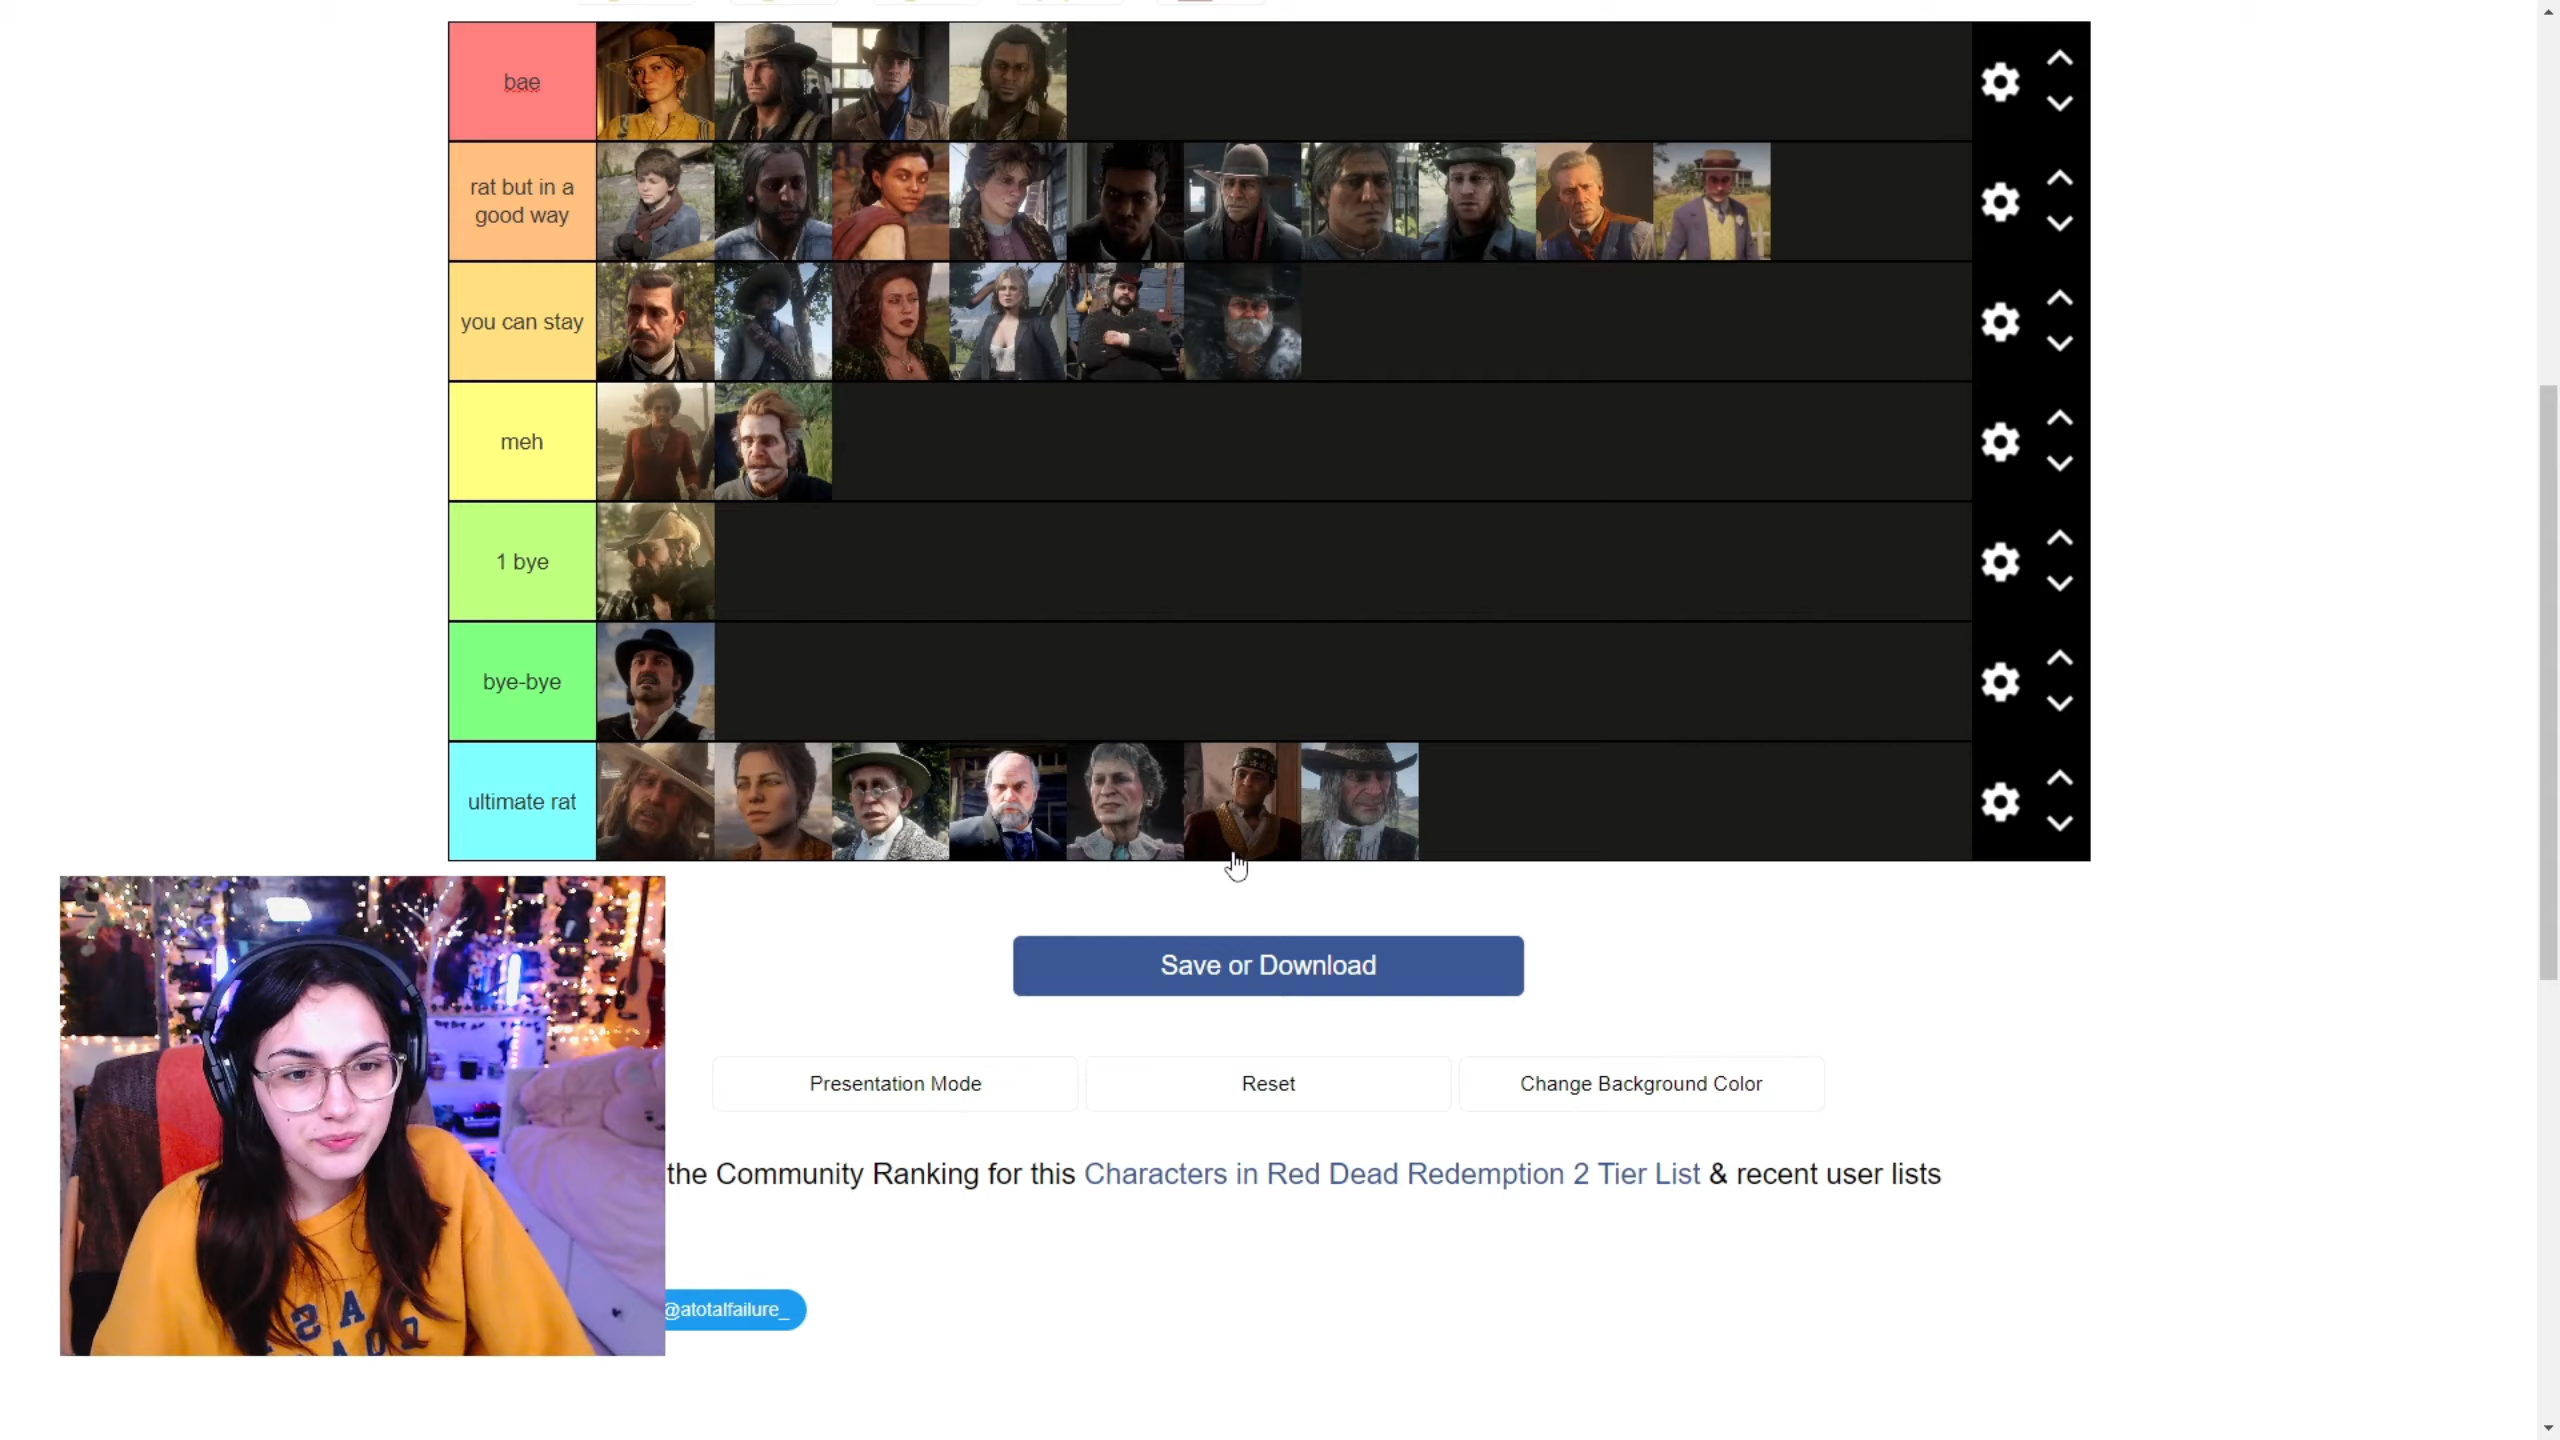 bae
rat but in a
good way
you can stay
meh
1 bye
bye-bye
ultimate rat
Save or Download
Presentation Mode
Reset
Change Background Color
the Community Ranking for this Characters in Red Dead Redemption 2 Tier List & recent user lists
@atotalfailure_